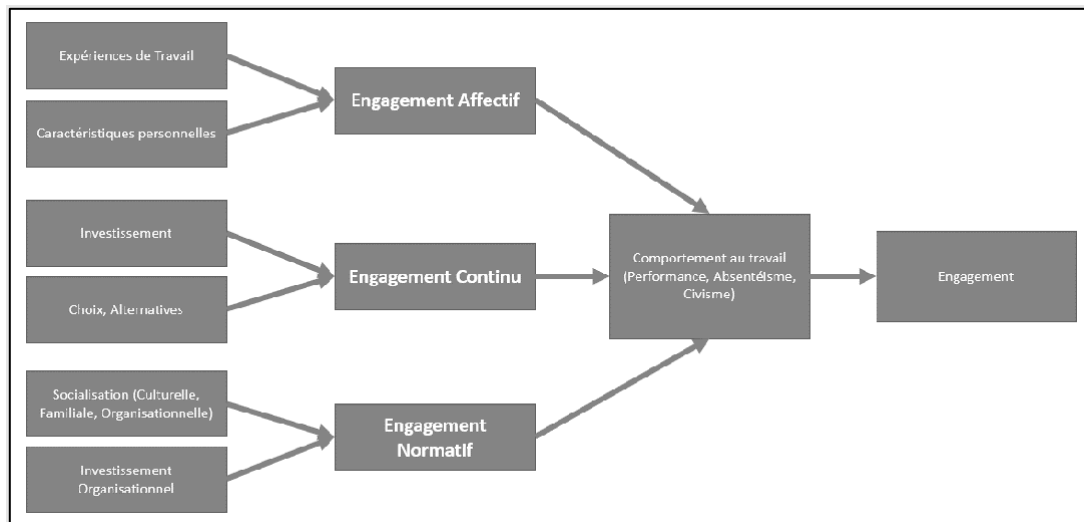 Expériences de Travail
Caractéristiques personnelles
Engagement Affectif
Investissement
Choix, Alternatives
Engagement Continu
Socialisation (Culturelle,
Familiale, Organisationnelle)
Investissement
Organisationnel
Engagement
Normatif
Comportement au travail
(Performance, Absentéisme,
Civisme)
Engagement